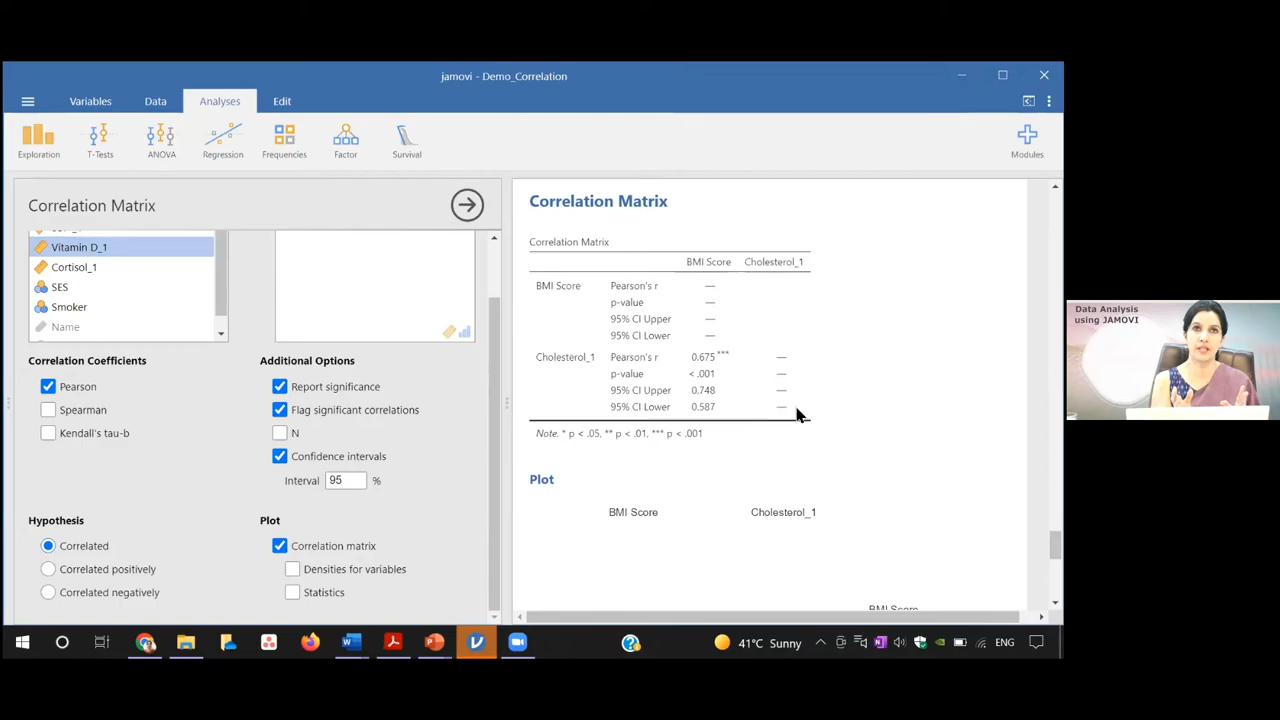 jamovi - Demo_Correlation
Variables Data Analyses Edit
Exploration T-Tests ANOVA Regression Frequencies Factor Survival Modules
Correlation Matrix
Vitamin D_1
Cortisol_1
SES
Smoker
Name
Correlation Coefficients
Pearson
Spearman
Kendall's tau-b
Additional Options
Report significance
Flag significant correlations
N
Confidence intervals
Interval 95 %
Hypothesis
Correlated
Correlated positively
Correlated negatively
Plot
Correlation matrix
Densities for variables
Statistics
Correlation Matrix
Correlation Matrix
BMI Score Cholesterol_1
BMI Score Pearson's r —
p-value —
95% CI Upper —
95% CI Lower —
Cholesterol_1 Pearson's r 0.675 *** —
p-value < .001 —
95% CI Upper 0.748 —
95% CI Lower 0.587 —
Note. * p < .05, ** p < .01, *** p < .001
Plot
BMI Score Cholesterol_1
BMI Score
Data Analysis
using JAMOVI
41°C Sunny
ENG